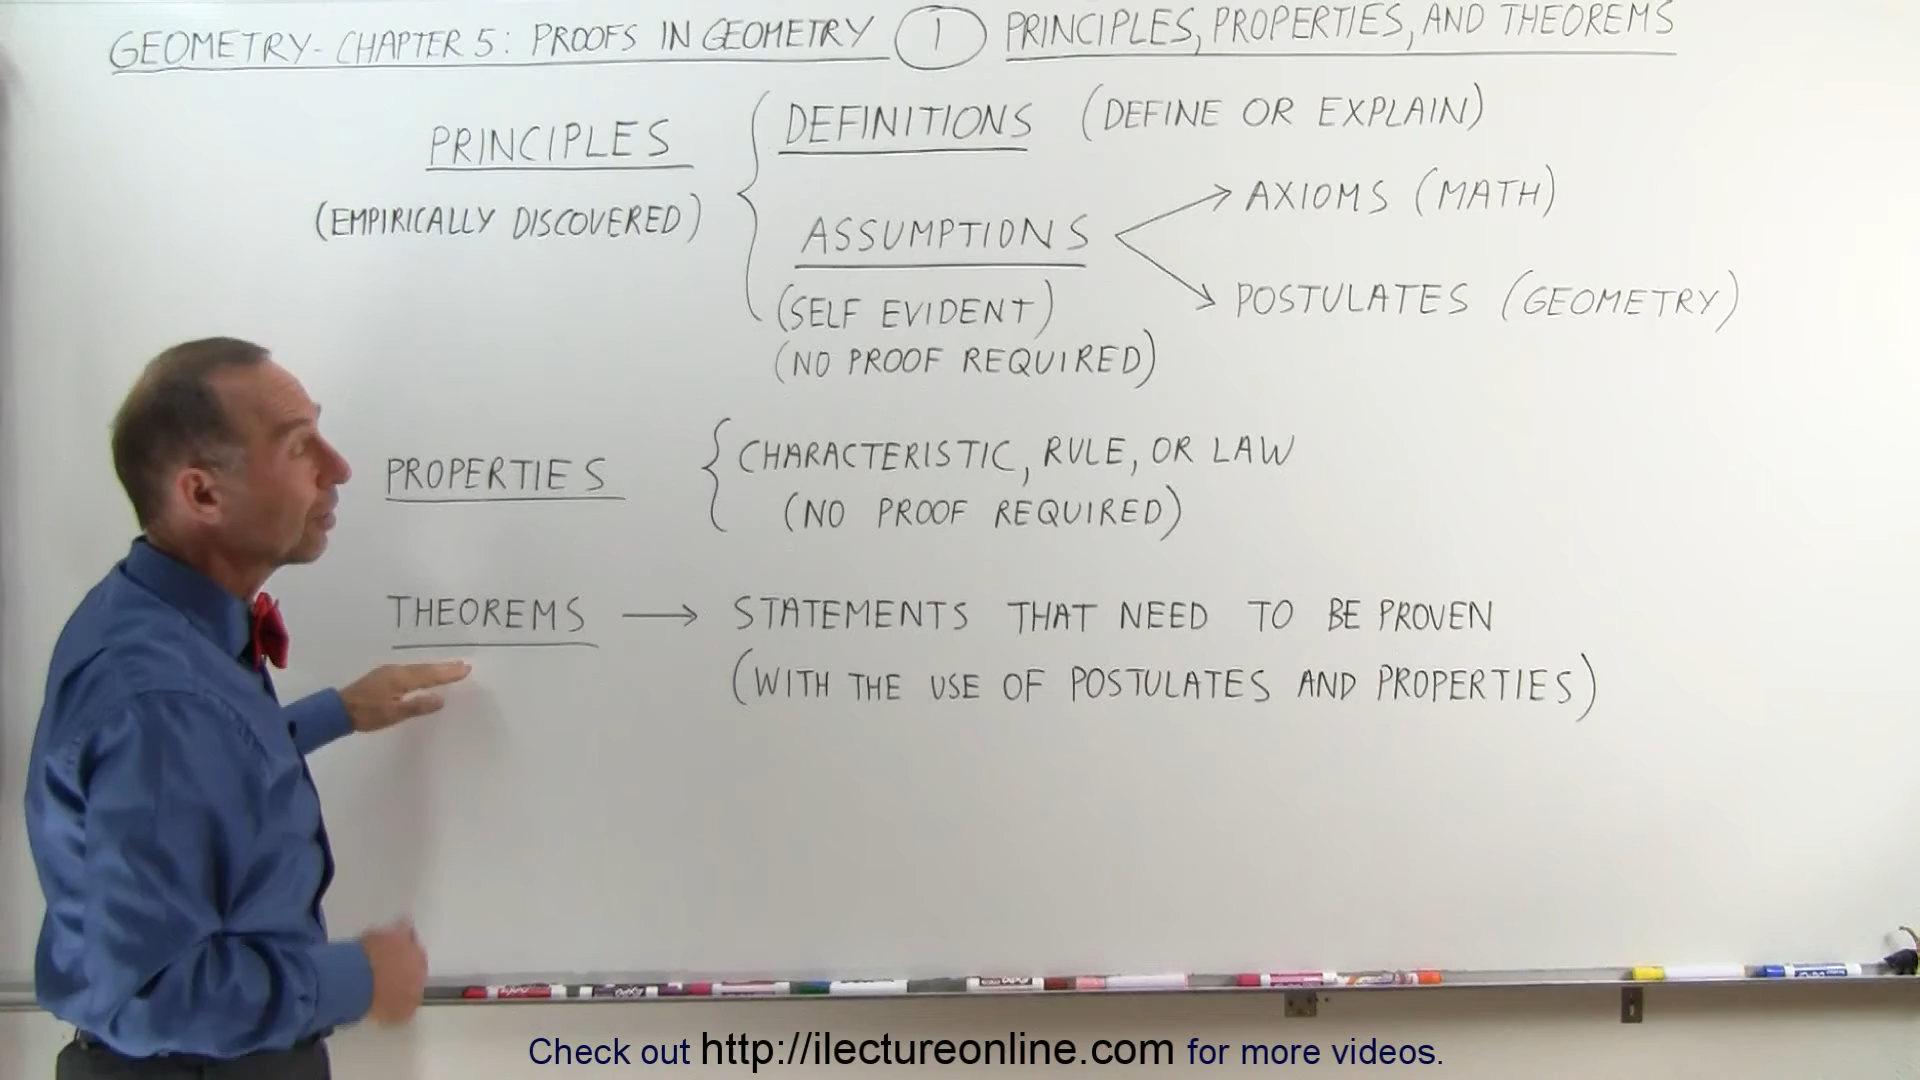 GEOMETRY - CHAPTER 5: PROOFS IN GEOMETRY 1 PRINCIPLES, PROPERTIES, AND THEOREMS
PRINCIPLES
(EMPIRICALLY DISCOVERED)
DEFINITIONS (DEFINE OR EXPLAIN)
ASSUMPTIONS
AXIOMS (MATH)
POSTULATES (GEOMETRY)
(SELF EVIDENT)
(NO PROOF REQUIRED)
PROPERTIES
CHARACTERISTIC, RULE, OR LAW
(NO PROOF REQUIRED)
THEOREMS → STATEMENTS THAT NEED TO BE PROVEN
(WITH THE USE OF POSTULATES AND PROPERTIES)
Check out http://ilectureonline.com for more videos.